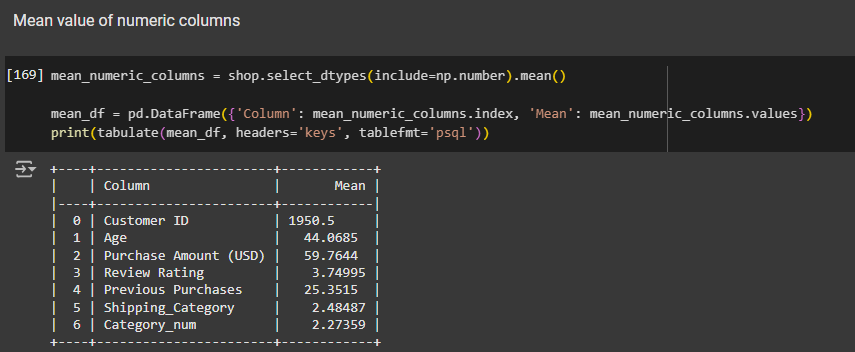 Mean value of numeric columns
[169] mean_numeric_columns = shop.select_dtypes(include=np.number).mean()
mean_df = pd.DataFrame({'Column': mean_numeric_columns.index, 'Mean': mean_numeric_columns.values})
print(tabulate(mean_df, headers='keys', tablefmt='psql'))
+----+-----------------------+------------+
|    | Column                |       Mean |
|----+-----------------------+------------|
|  0 | Customer ID           | 1950.5     |
|  1 | Age                   |   44.0685  |
|  2 | Purchase Amount (USD) |   59.7644  |
|  3 | Review Rating         |    3.74995 |
|  4 | Previous Purchases    |   25.3515  |
|  5 | Shipping_Category     |    2.48487 |
|  6 | Category_num          |    2.27359 |
+----+-----------------------+------------+